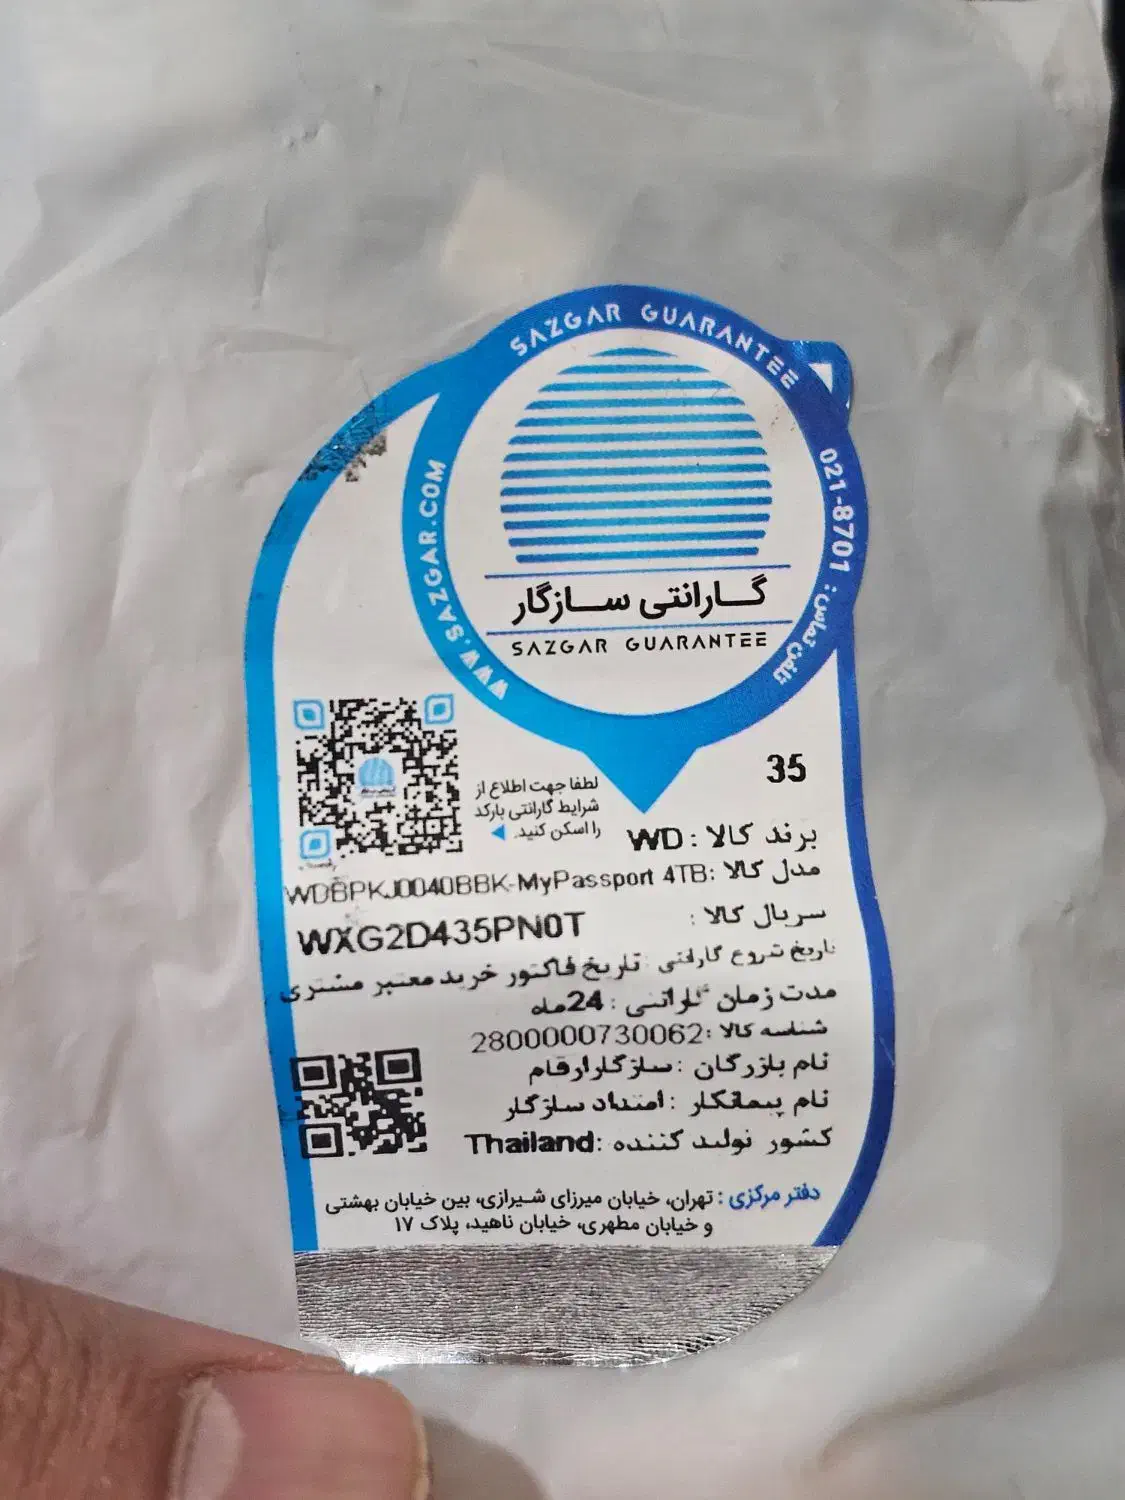 SAZGAR GUARANTEE
021-8701 : تلفن تماس
WWW.SAZGAR.COM
گارانتی سازگار
SAZGAR GUARANTEE
35
لطفا جهت اطلاع از
شرایط گارانتی بارکد
را اسکن کنید.
برند کالا : WD
مدل کالا :WDBPKJ0040BBK-MyPassport 4TB
سریال کالا :
WXG2D435PN0T
تاریخ شروع گارانتی : تاریخ فاکتور خرید معتبر مشتری
مدت زمان گارانتی : 24ماه
شناسه کالا :2800000730062
نام بازرگان : سازگارارقام
نام پیمانکار : امتداد سازگار
کشور تولید کننده :Thailand
دفتر مرکزی : تهران، خیابان میرزای شیرازی، بین خیابان بهشتی
و خیابان مطهری، خیابان ناهید، پلاک ۱۷